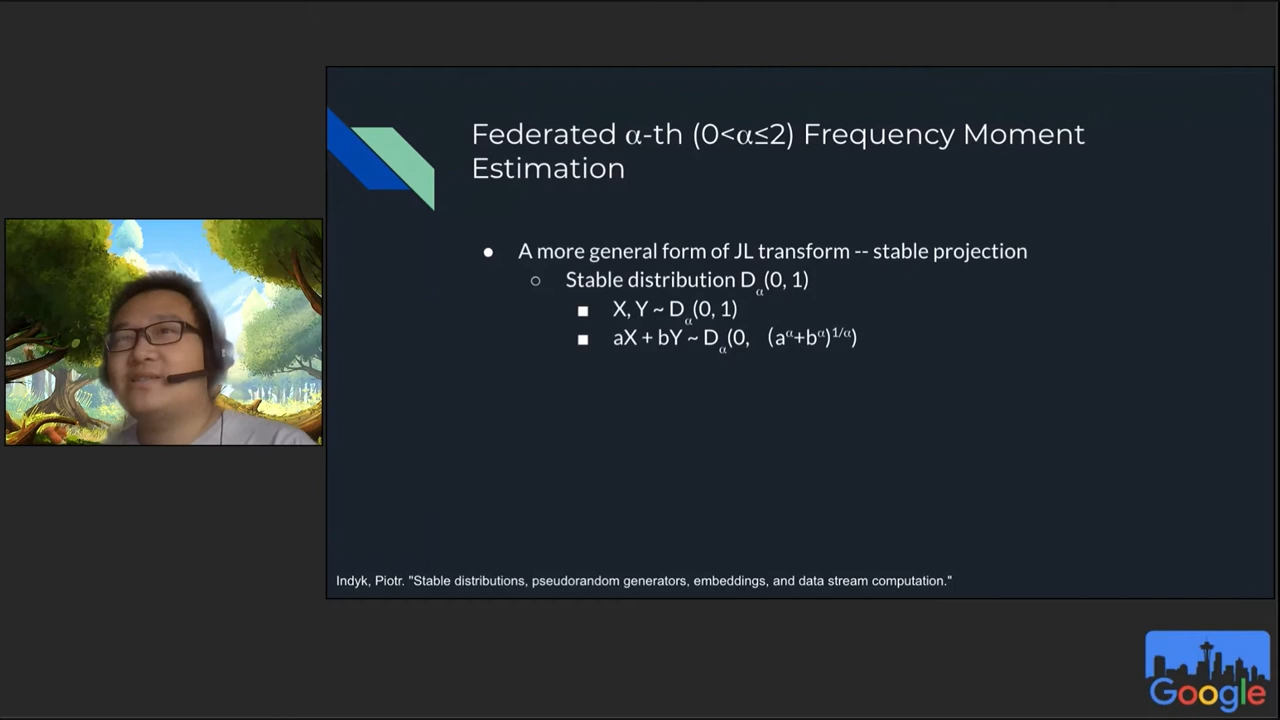 Federated α-th (0<α≤2) Frequency Moment
Estimation
● A more general form of JL transform -- stable projection
○ Stable distribution Dα(0, 1)
■ X, Y ~ Dα(0, 1)
■ aX + bY ~ Dα(0, (aα+bα)1/α)
Indyk, Piotr. "Stable distributions, pseudorandom generators, embeddings, and data stream computation."
Google